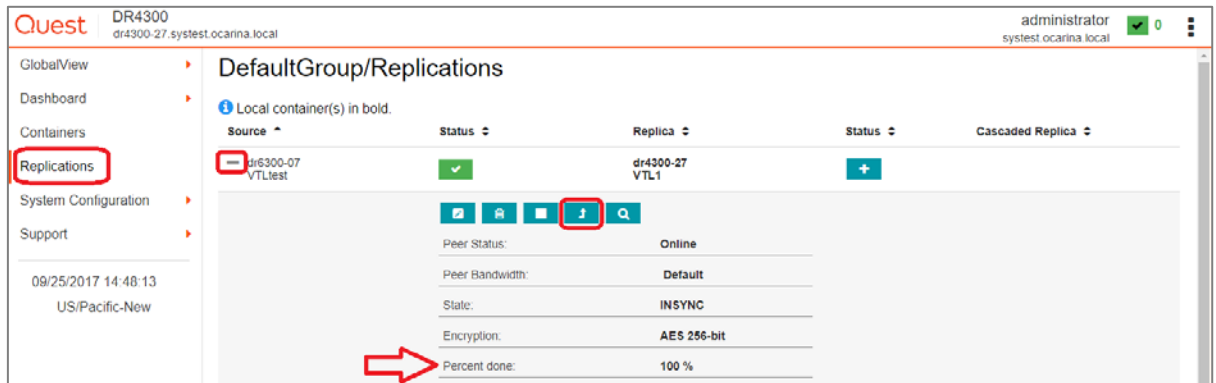 Quest
DR4300
dr4300-27.systest.ocarina.local
administrator
systest.ocarina.local
0
GlobalView
Dashboard
Containers
Replications
System Configuration
Support
09/25/2017 14:48:13
US/Pacific-New
DefaultGroup/Replications
Local container(s) in bold.
Source Status Replica Status Cascaded Replica
dr6300-07 dr4300-27
VTLtest VTL1
Peer Status: Online
Peer Bandwidth: Default
State: INSYNC
Encryption: AES 256-bit
Percent done: 100 %